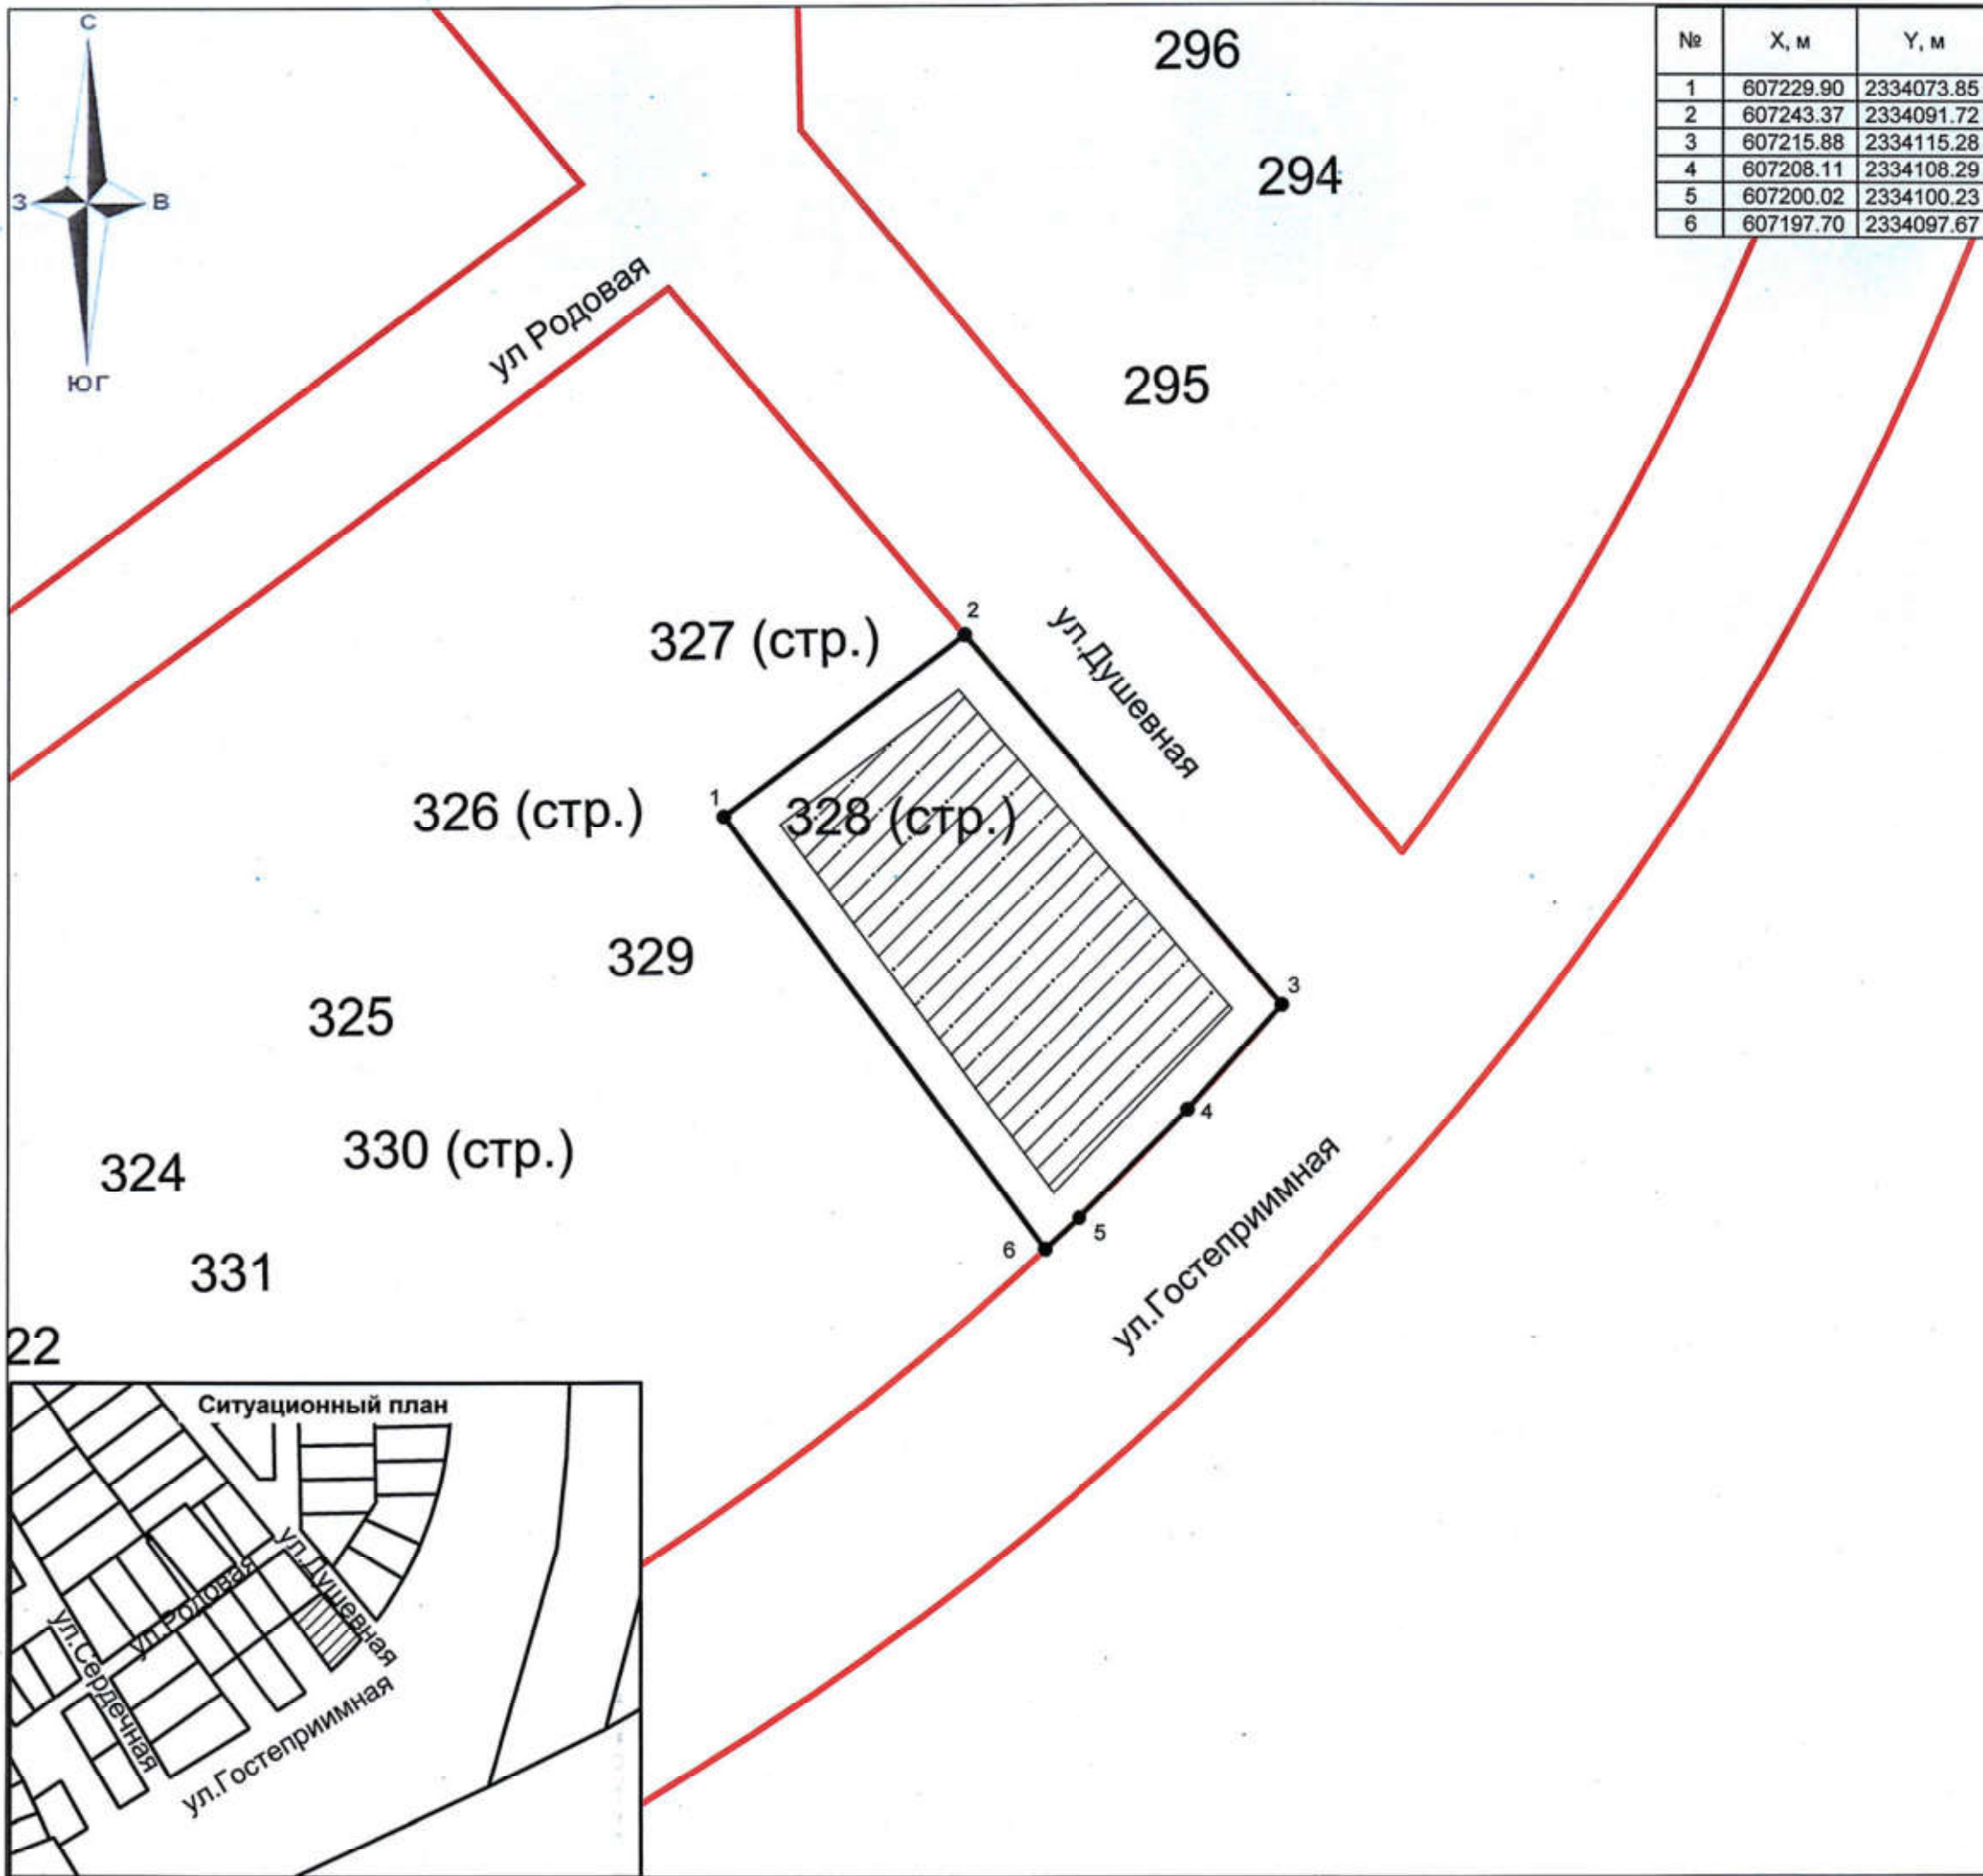 С
З
В
ЮГ
296
294
295
№ X, м Y, м
1 607229.90 2334073.85
2 607243.37 2334091.72
3 607215.88 2334115.28
4 607208.11 2334108.29
5 607200.02 2334100.23
6 607197.70 2334097.67
ул Родовая
327 (стр.)
2
ул.Душевная
326 (стр.)
1
328 (стр.)
329
3
325
4
330 (стр.)
324
5
6
ул.Гостеприимная
331
22
Ситуационный план
ул.Душевная
ул.Родовая
ул.Сердечная
ул.Гостеприимная